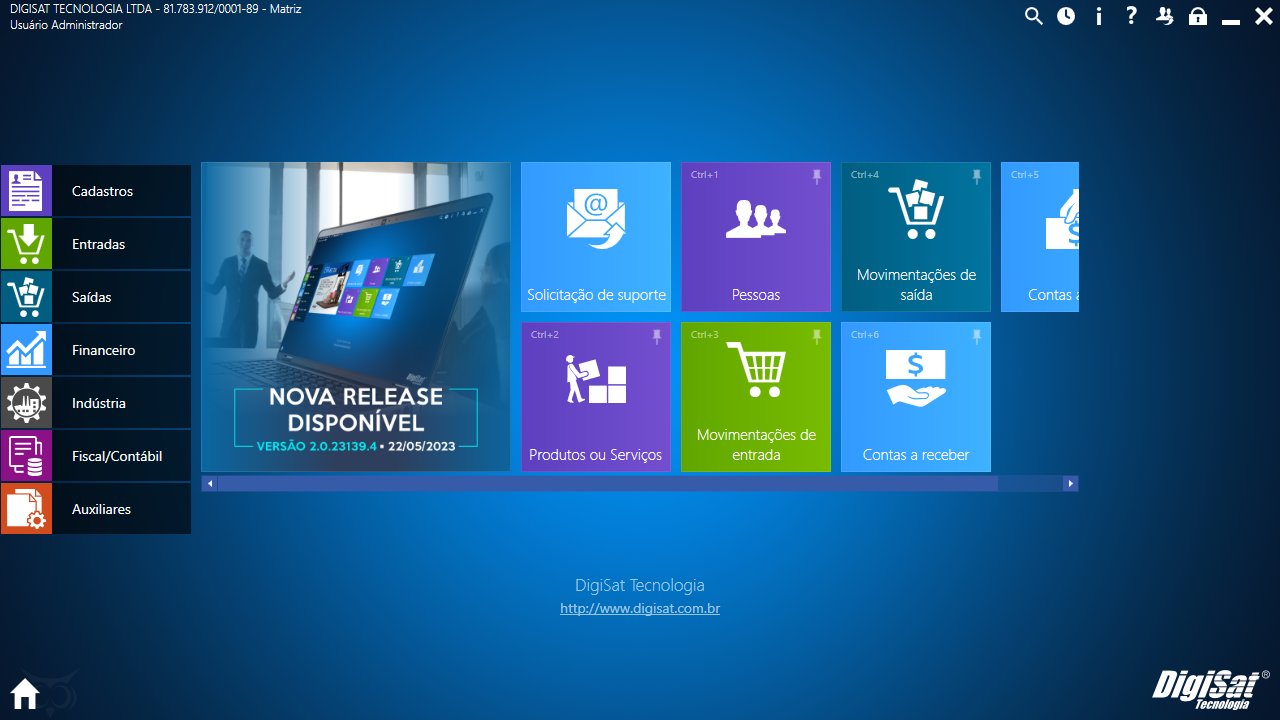 DIGISAT TECNOLOGIA LTDA - 81.783.912/0001-89 - Matriz
Usuário Administrador
Cadastros
Entradas
Saídas
Financeiro
Indústria
Fiscal/Contábil
Auxiliares
NOVA RELEASE
DISPONÍVEL
VERSÃO 2.0.23139.4 • 22/05/2023
Solicitação de suporte
Ctrl+1
Pessoas
Ctrl+4
Movimentações de
saída
Ctrl+5
Contas a
Ctrl+2
Produtos ou Serviços
Ctrl+3
Movimentações de
entrada
Ctrl+6
Contas a receber
DigiSat Tecnologia
http://www.digisat.com.br
DigiSat®
Tecnologia